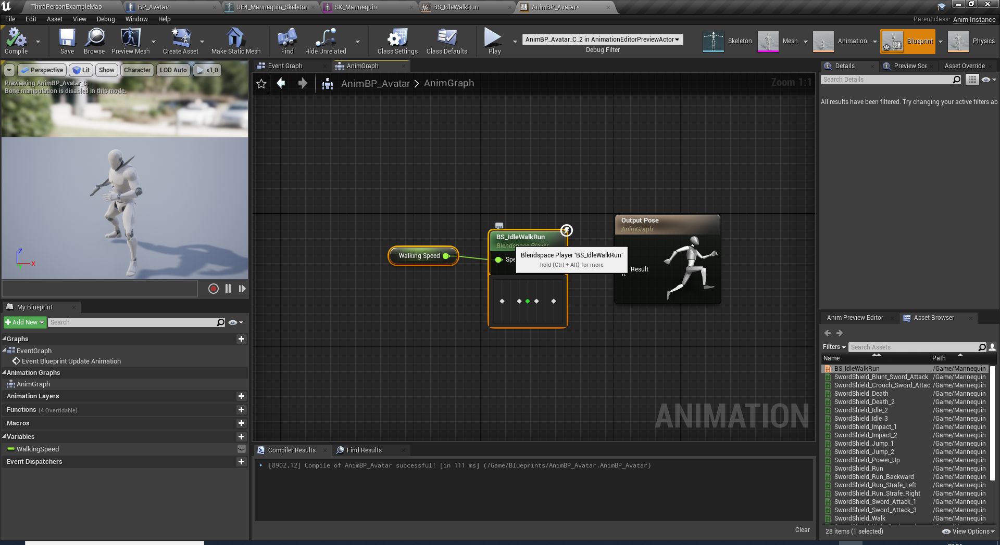 ThirdPersonExampleMap
BP_Avatar
UE4_Mannequin_Skeleton
SK_Mannequin
BS_IdleWalkRun
AnimBP_Avatar*
File Edit Asset View Debug Window Help
Parent class: Anim Instance
Compile
Save
Browse
Preview Mesh
Create Asset
Make Static Mesh
Find
Hide Unrelated
Class Settings
Class Defaults
Play
AnimBP_Avatar_C_2 in AnimationEditorPreviewActor
Debug Filter
Skeleton
Mesh
Animation
Blueprint
Physics
Perspective
Lit
Show
Character
LOD Auto
x1,0
Previewing AnimBP_Avatar_C.
Bone manipulation is disabled in this mode.
Z
X
My Blueprint
Add New
Search
Graphs
EventGraph
Event Blueprint Update Animation
Animation Graphs
AnimGraph
Animation Layers
Functions (4 Overridable)
Macros
Variables
WalkingSpeed
Event Dispatchers
Event Graph
AnimGraph
AnimBP_Avatar > AnimGraph
Zoom 1:1
Walking Speed
BS_IdleWalkRun
Blendspace Player
Spe
Blendspace Player 'BS_IdleWalkRun'
hold (Ctrl + Alt) for more
Output Pose
AnimGraph
Result
ANIMATION
Compiler Results
Find Results
[8902,12] Compile of AnimBP_Avatar successful! [in 111 ms] (/Game/Blueprints/AnimBP_Avatar.AnimBP_Avatar)
Clear
Details
Preview Sce
Asset Override
Search Details
All results have been filtered. Try changing your active filters ab
Anim Preview Editor
Asset Browser
Filters
Search Assets
Name Path
BS_IdleWalkRun /Game/Mannequin
SwordShield_Blunt_Sword_Attack /Game/Mannequin
SwordShield_Crouch_Sword_Attac /Game/Mannequin
SwordShield_Death /Game/Mannequin
SwordShield_Death_2 /Game/Mannequin
SwordShield_Idle_2 /Game/Mannequin
SwordShield_Idle_3 /Game/Mannequin
SwordShield_Impact_1 /Game/Mannequin
SwordShield_Impact_2 /Game/Mannequin
SwordShield_Jump_1 /Game/Mannequin
SwordShield_Jump_2 /Game/Mannequin
SwordShield_Power_Up /Game/Mannequin
SwordShield_Run /Game/Mannequin
SwordShield_Run_Backward /Game/Mannequin
SwordShield_Run_Strafe_Left /Game/Mannequin
SwordShield_Run_Strafe_Right /Game/Mannequin
SwordShield_Sword_Attack_1 /Game/Mannequin
SwordShield_Sword_Attack_3 /Game/Mannequin
SwordShield_Walk /Game/Mannequin
28 items (1 selected)
View Options